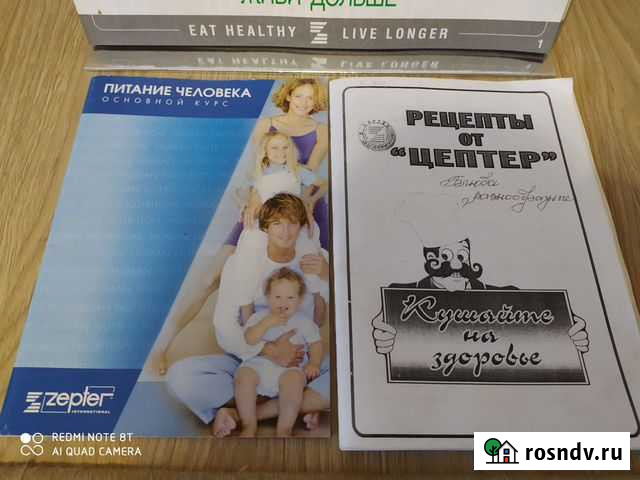 ЖИВИ ДОЛЬШЕ
EAT HEALTHY LIVE LONGER
1
ПИТАНИЕ ЧЕЛОВЕКА
ОСНОВНОЙ КУРС
zepter
INTERNATIONAL
РЕЦЕПТЫ
ОТ
“ЦЕПТЕР”
Кушайте
на
здоровье
REDMI NOTE 8T
AI QUAD CAMERA
rosndv.ru